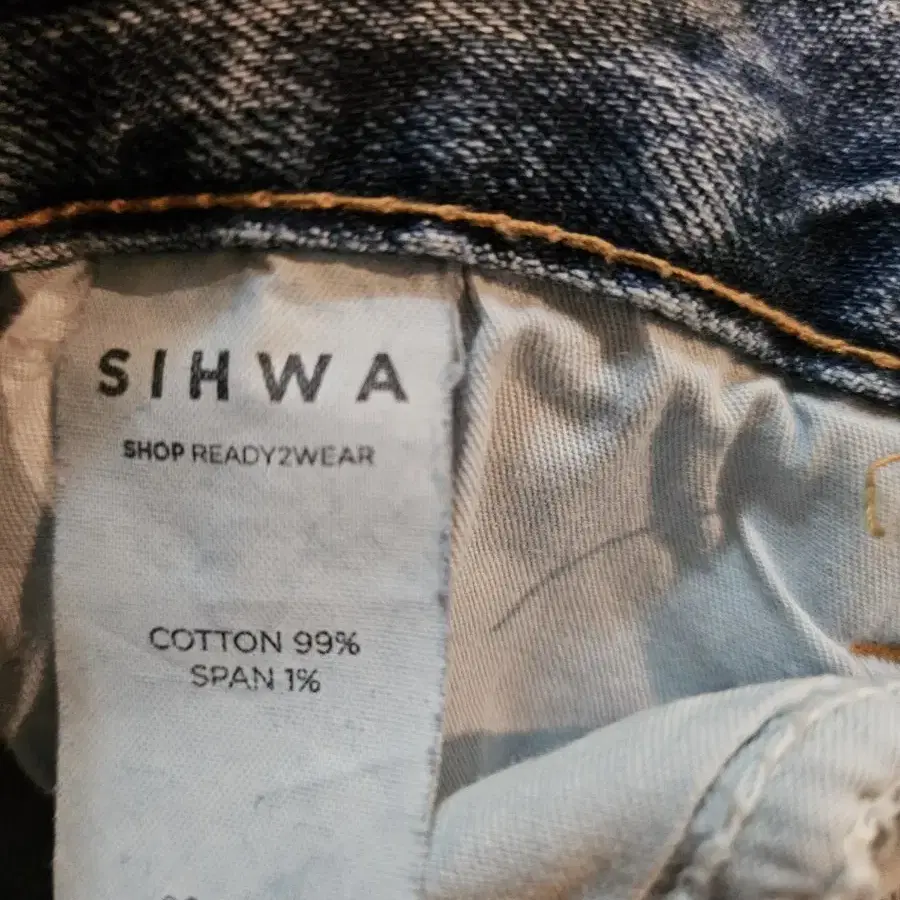 SIHWA
SHOP READY2WEAR
COTTON 99%
SPAN 1%